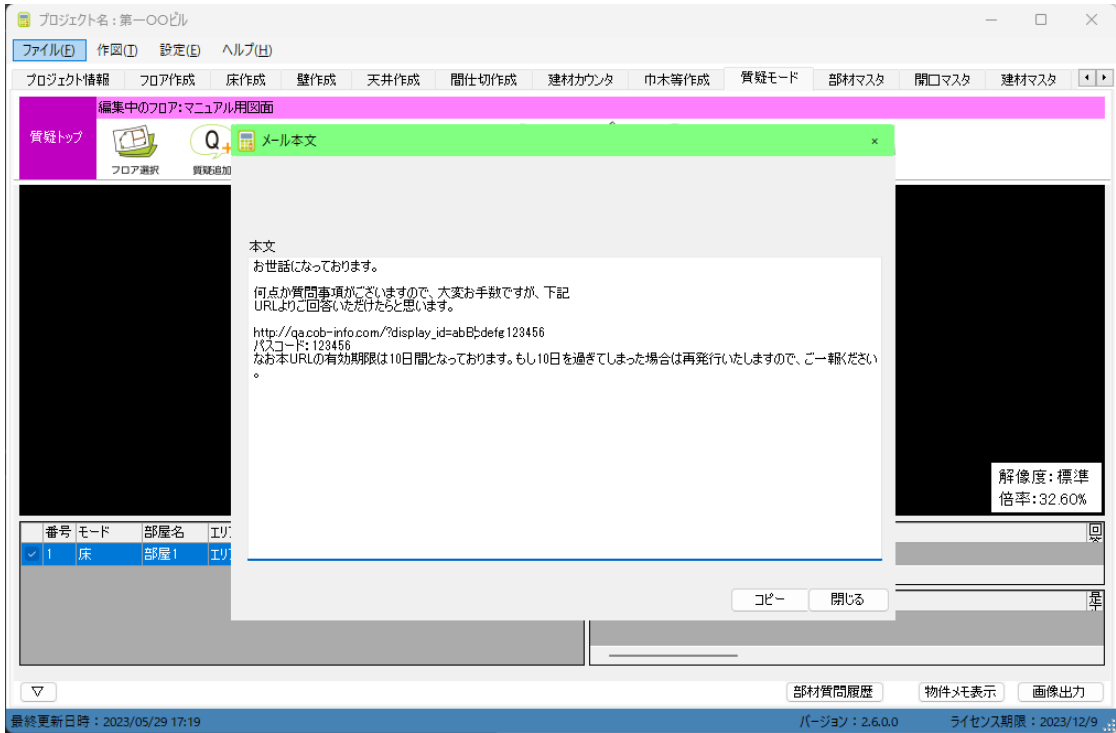 プロジェクト名：第一〇〇ビル
ファイル(F) 作図(T) 設定(E) ヘルプ(H)
プロジェクト情報 フロア作成 床作成 壁作成 天井作成 間仕切作成 建材カウンタ 巾木等作成 質疑モード 部材マスタ 開口マスタ 建材マスタ
編集中のフロア:マニュアル用図面
質疑トップ
フロア選択 質疑追加
メール本文
本文
お世話になっております。
何点か質問事項がございますので、大変お手数ですが、下記
URLよりご回答いただけたらと思います。
パスコード: 123456
なお本URLの有効期限は10日間となっております。もし10日を過ぎてしまった場合は再発行いたしますので、ご一報ください
。
コピー 閉じる
解像度:標準
倍率:32.60%
番号 モード 部屋名
1 床 部屋1
部材質問履歴 物件メモ表示 画像出力
最終更新日時：2023/05/29 17:19 バージョン：2.6.0.0 ライセンス期限：2023/12/9